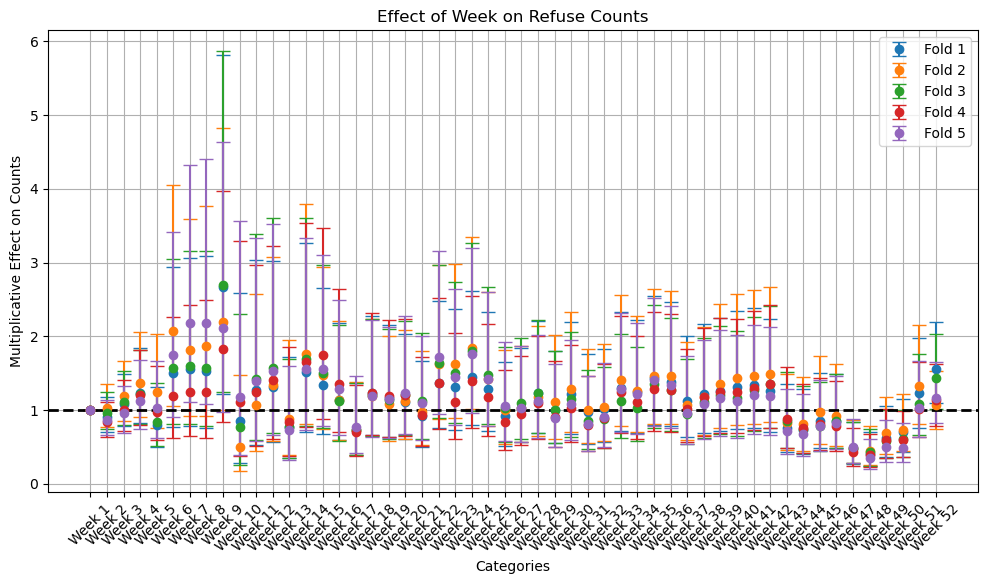 Effect of Week on Refuse Counts
Multiplicative Effect on Counts
6
5
4
3
2
1
0
Fold 1
Fold 2
Fold 3
Fold 4
Fold 5
Week 1
Week 2
Week 3
Week 4
Week 5
Week 6
Week 7
Week 8
Week 9
Week 10
Week 11
Week 12
Week 13
Week 14
Week 15
Week 16
Week 17
Week 18
Week 19
Week 20
Week 21
Week 22
Week 23
Week 24
Week 25
Week 26
Week 27
Week 28
Week 29
Week 30
Week 31
Week 32
Week 33
Week 34
Week 35
Week 36
Week 37
Week 38
Week 39
Week 40
Week 41
Week 42
Week 43
Week 44
Week 45
Week 46
Week 47
Week 48
Week 49
Week 50
Week 51
Week 52
Categories